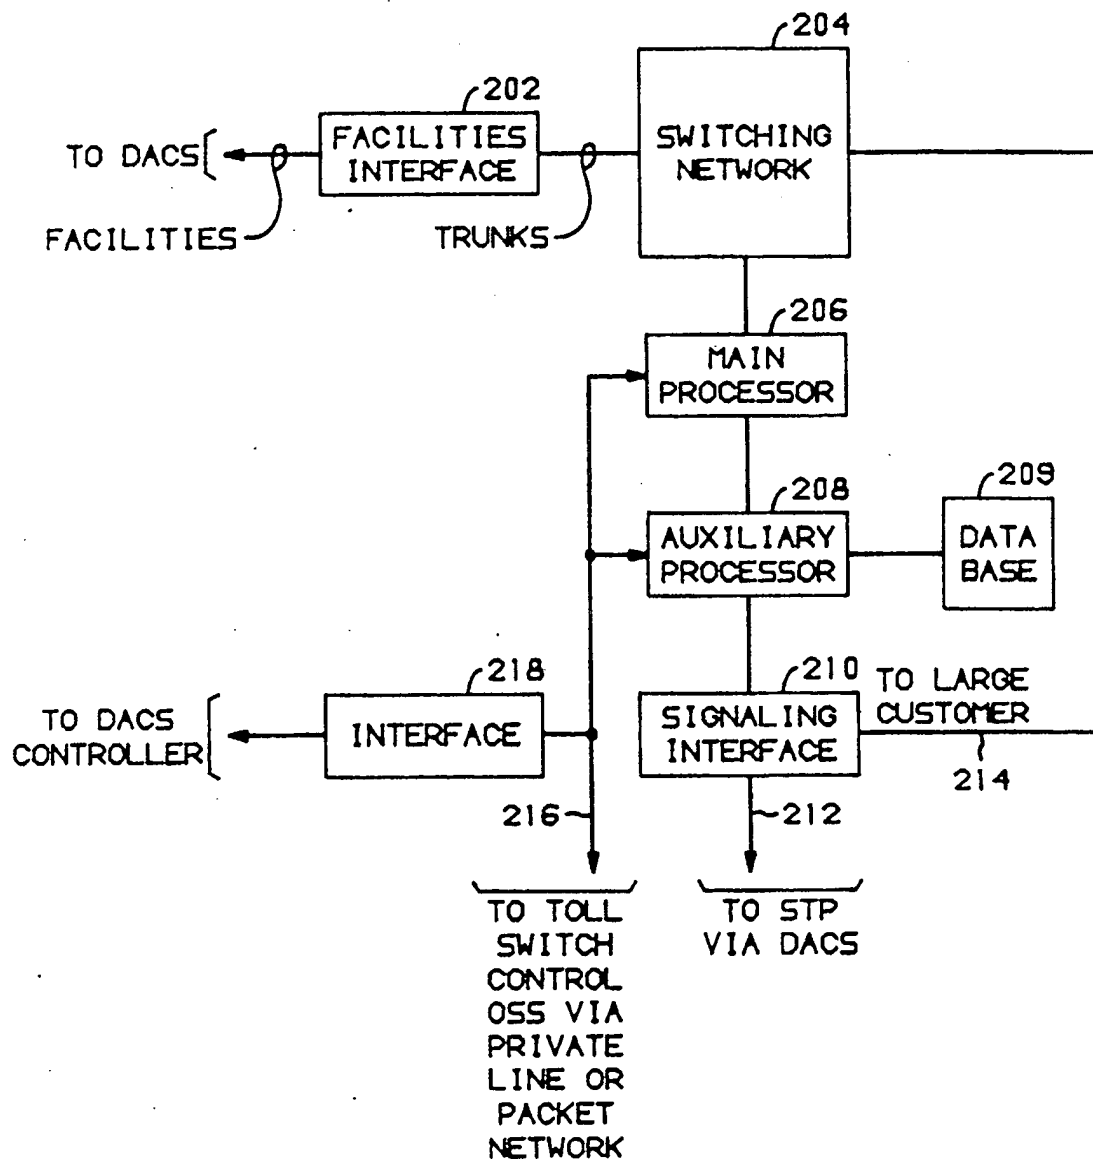 204
202
FACILITIES
INTERFACE
SWITCHING
NETWORK
TO DACS
FACILITIES
TRUNKS
206
MAIN
PROCESSOR
208
209
AUXILIARY
PROCESSOR
DATA
BASE
218
210
TO LARGE
CUSTOMER
TO DACS
CONTROLLER
INTERFACE
SIGNALING
INTERFACE
214
216
212
TO TOLL
SWITCH
CONTROL
OSS VIA
PRIVATE
LINE OR
PACKET
NETWORK
TO STP
VIA DACS